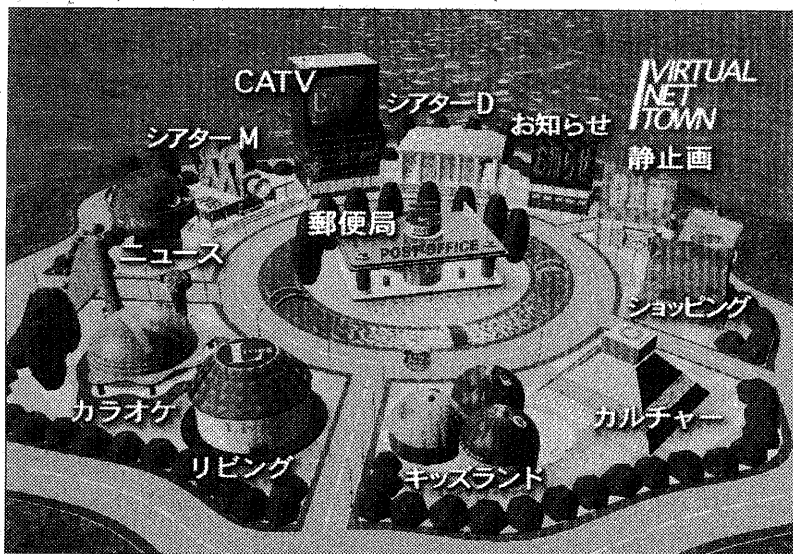 CATV
シアターD
VIRTUAL
NET
TOWN
お知らせ
シアターM
静止画
郵便局
POST OFFICE
ニュース
ショッピング
カラオケ
カルチャー
リビング
キッズランド